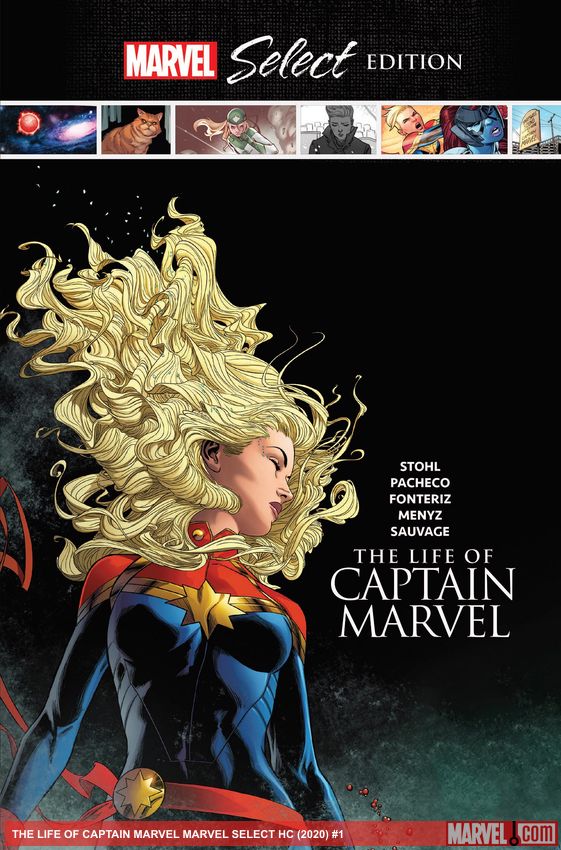 MARVEL Select EDITION
STOHL
PACHECO
FONTERIZ
MENYZ
SAUVAGE
THE LIFE OF
CAPTAIN
MARVEL
THE LIFE OF CAPTAIN MARVEL MARVEL SELECT HC (2020) #1
MARVEL.com